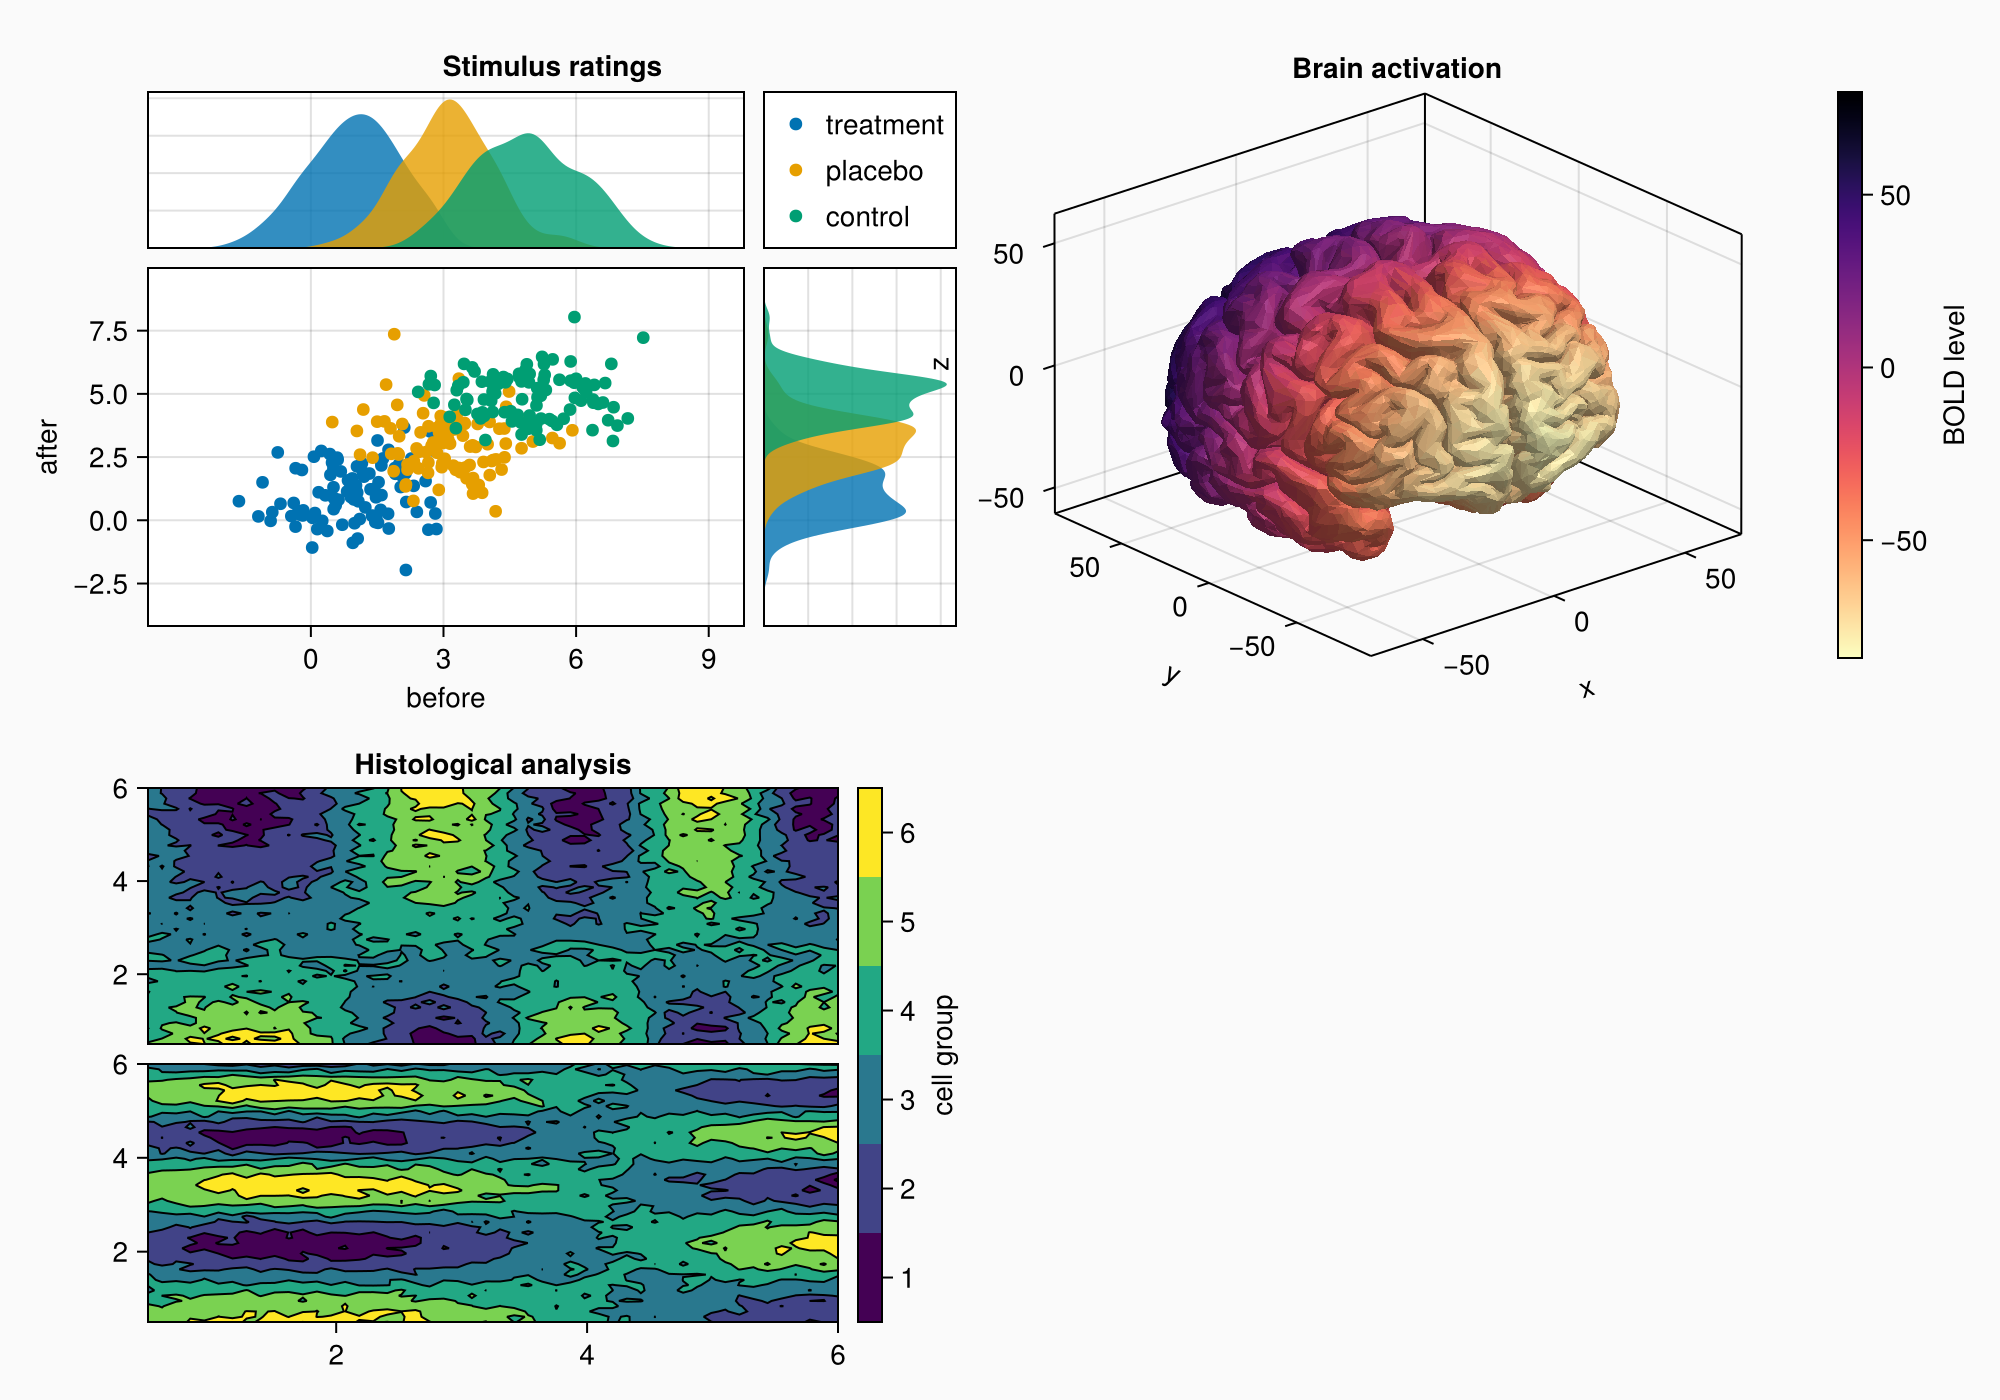 Stimulus ratings
treatment
placebo
control
7.5
5.0
2.5
0.0
−2.5
after
0
3
6
9
before
Brain activation
50
0
−50
z
50
0
−50
y
−50
0
50
x
50
0
−50
BOLD level
Histological analysis
6
4
2
6
4
2
2
4
6
6
5
4
3
2
1
cell group